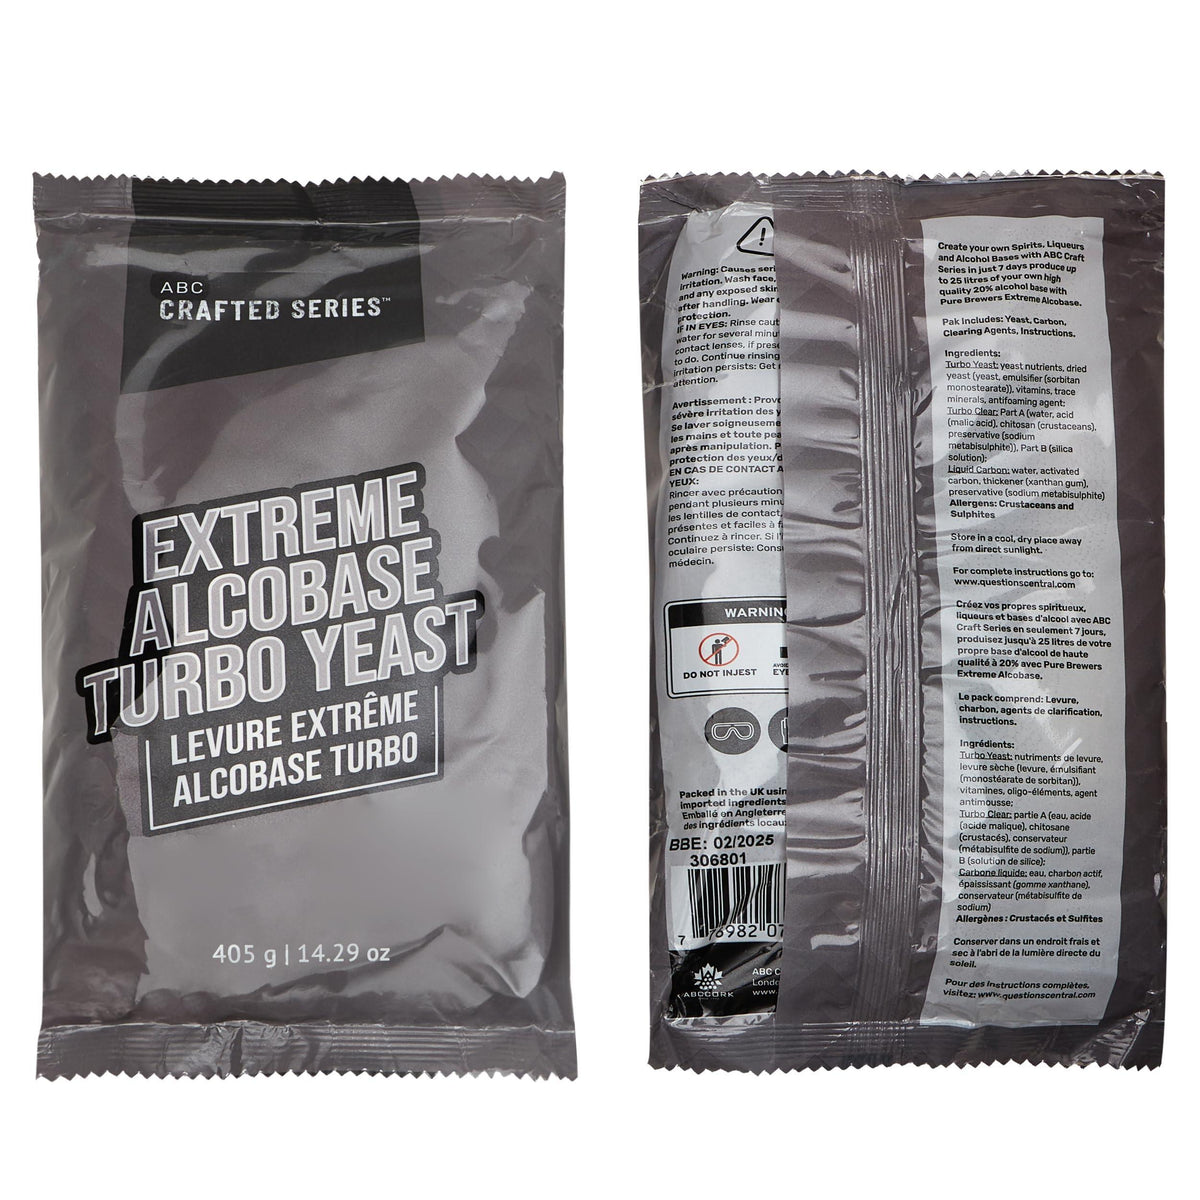 ABC
CRAFTED SERIES™
EXTREME
ALCOBASE
TURBO YEAST
LEVURE EXTRÊME
ALCOBASE TURBO
405 g | 14.29 oz
Warning: Causes
irritation. Wash face,
and any exposed
after handling. Wear
protection.
IF IN EYES: Rinse
water for several
contact lenses, if
to do. Continue rinsing
irritation persists: Get
attention.
Avertissement :
sévère irritation des
Se laver
les mains et toute
après manipulation.
protection des
EN CAS DE CONTACT
YEUX:
Rincer avec précaution
pendant plusieurs
les lentilles de contact,
présentes et faciles à
Continuez à rincer. Si
oculaire persiste:
médecin.
WARNING
DO NOT INJEST
Packed in the UK
imported ingredients
Emballé en
des ingrédients
BBE: 02/2025
306801
ABCCORK
ABC
Create your own Spirits, Liqueurs
and Alcohol Bases with ABC Craft
Series in just 7 days produce up
to 25 litres of your own high
quality 20% alcohol base with
Pure Brewers Extreme Alcobase.
Pak Includes: Yeast, Carbon,
Clearing Agents, Instructions.
Ingredients:
Turbo Yeast: yeast nutrients, dried
yeast (yeast, emulsifier (sorbitan
monostearate)), vitamins, trace
minerals, antifoaming agent;
Turbo Clear: Part A (water, acid
(malic acid), chitosan (crustaceans),
preservative (sodium
metabisulphite)), Part B (silica
solution);
Liquid Carbon: water, activated
carbon, thickener (xanthan gum),
preservative (sodium metabisulphite)
Allergens: Crustaceans and
Sulphites
Store in a cool, dry place away
from direct sunlight.
For complete instructions go to:
www.questionscentral.com
Créez vos propres spiritueux,
liqueurs et bases d'alcool avec ABC
Craft Series en seulement 7 jours,
produisez jusqu'à 25 litres de votre
propre base d'alcool de haute
qualité à 20% avec Pure Brewers
Extreme Alcobase.
Le pack comprend: Levure,
charbon, agents de clarification,
instructions.
Ingrédients:
Turbo Yeast: nutriments de levure,
levure sèche (levure, émulsifiant
(monostéarate de sorbitan)),
vitamines, oligo-éléments, agent
antimousse;
Turbo Clear: partie A (eau, acide
(acide malique), chitosane
(crustacés), conservateur
(métabisulfite de sodium)), partie
B (solution de silice);
Carbone liquide: eau, charbon actif,
épaississant (gomme xanthane),
conservateur (métabisulfite de
sodium)
Allergènes : Crustacés et Sulfites
Conserver dans un endroit frais et
sec à l'abri de la lumière directe du
soleil.
Pour des instructions complètes,
visitez: www.questionscentral.com